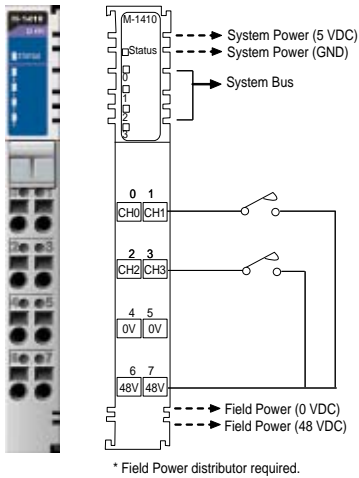 M-1410
Status
M-1410
Status
System Power (5 VDC)
System Power (GND)
System Bus
0
1
2
3
0 1
CH0 CH1
2 3
CH2 CH3
4 5
0V 0V
6 7
48V 48V
Field Power (0 VDC)
Field Power (48 VDC)
* Field Power distributor required.